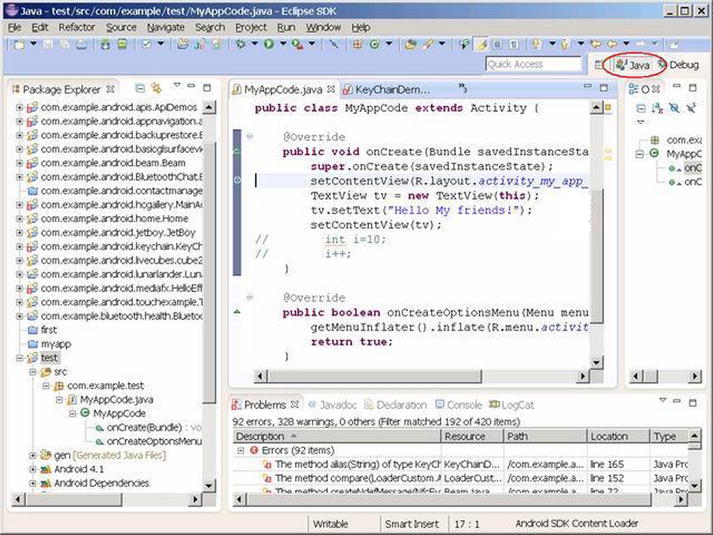 Java - test/src/com/example/test/MyAppCode.java - Eclipse SDK
File Edit Refactor Source Navigate Search Project Run Window Help
Quick Access
Java
Debug
Package Explorer
com.example.android.apis.ApiDemos
com.example.android.appnavigation.a
com.example.android.backuprestore.B
com.example.android.basicglsurfacevi
com.example.android.beam.Beam
com.example.android.BluetoothChat.B
com.example.android.contactmanager
com.example.android.hcgallery.MainAc
com.example.android.home.Home
com.example.android.jetboy.JetBoy
com.example.android.keychain.KeyCha
com.example.android.livecubes.cube2
com.example.android.lunarlander.Luna
com.example.android.mediafx.HelloEff
com.example.android.touchexample.T
com.example.bluetooth.health.Bluetoo
first
myapp
test
src
com.example.test
MyAppCode.java
MyAppCode
onCreate(Bundle) : vo
onCreateOptionsMenu
gen [Generated Java Files]
Android 4.1
Android Dependencies
MyAppCode.java
KeyChainDem...
»3
public class MyAppCode extends Activity {
@Override
public void onCreate(Bundle savedInstanceSta
super.onCreate(savedInstanceState);
setContentView(R.layout.activity_my_app_
TextView tv = new TextView(this);
tv.setText("Hello My friends!");
setContentView(tv);
// int i=10;
// i++;
}
@Override
public boolean onCreateOptionsMenu(Menu menu
getMenuInflater().inflate(R.menu.activit
return true;
}
O
com.exa
MyAppC
onC
onC
Problems Javadoc Declaration Console LogCat
92 errors, 328 warnings, 0 others (Filter matched 192 of 420 items)
Description Resource Path Location Type
Errors (92 items)
The method alias(String) of type KeyCh KeyChainD... /com.example.a... line 165 Java Pro
The method compare(LoaderCustom.A LoaderCustom... /com.example.a... line 152 Java Pro
The method createNdefMessage(NfcEv Beam.java /com.example.a... line 72 Java Pro
Writable
Smart Insert
17 : 1
Android SDK Content Loader